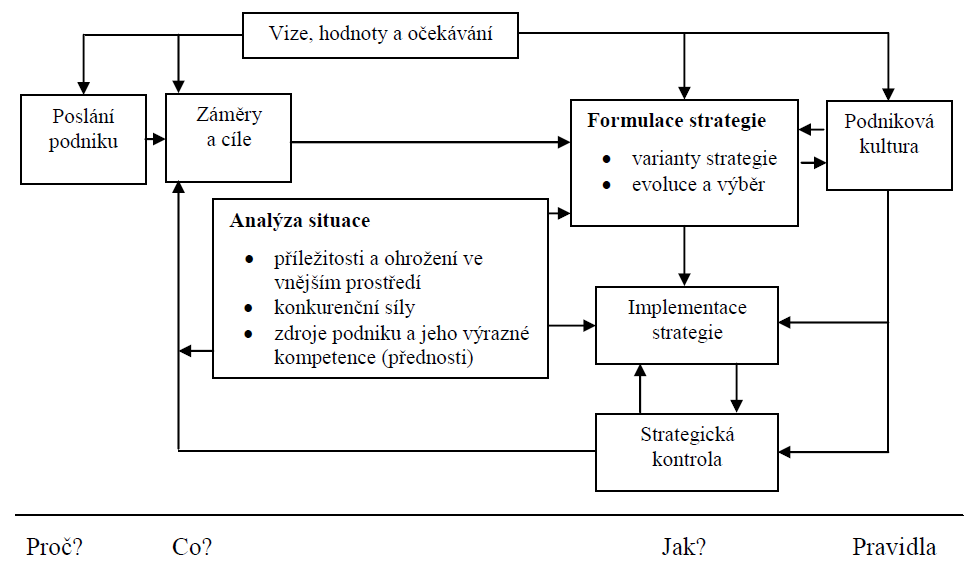 Vize, hodnoty a očekávání
Poslání
podniku
Záměry
a cíle
Formulace strategie
• varianty strategie
• evoluce a výběr
Podniková
kultura
Analýza situace
• příležitosti a ohrožení ve
vnějším prostředí
• konkurenční síly
• zdroje podniku a jeho výrazné
kompetence (přednosti)
Implementace
strategie
Strategická
kontrola
Proč?
Co?
Jak?
Pravidla